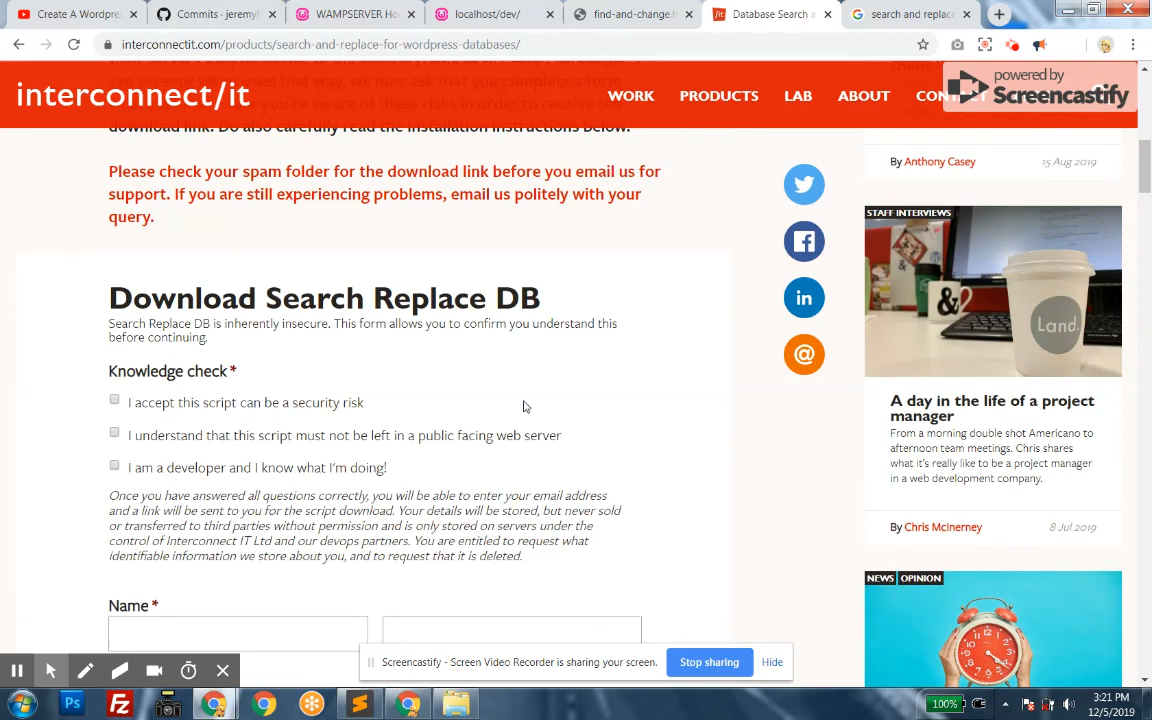 Create A Wordpre
Commits · jeremyf
WAMPSERVER Ho
localhost/dev/
find-and-change.h
Database Search a
search and replace
interconnectit.com/products/search-and-replace-for-wordpress-databases/
interconnect/it
WORK
PRODUCTS
LAB
ABOUT
CONTACT
powered by
Screencastify
download link. Do also carefully read the installation instructions below.
Please check your spam folder for the download link before you email us for
support. If you are still experiencing problems, email us politely with your
query.
Download Search Replace DB
Search Replace DB is inherently insecure. This form allows you to confirm you understand this
before continuing.
Knowledge check *
I accept this script can be a security risk
I understand that this script must not be left in a public facing web server
I am a developer and I know what I'm doing!
Once you have answered all questions correctly, you will be able to enter your email address
and a link will be sent to you for the script download. Your details will be stored, but never sold
or transferred to third parties without permission and is only stored on servers under the
control of Interconnect IT Ltd and our devops partners. You are entitled to request what
identifiable information we store about you, and to request that it is deleted.
Name *
By Anthony Casey
15 Aug 2019
STAFF INTERVIEWS
&
Land.
A day in the life of a project
manager
From a morning double shot Americano to
afternoon team meetings. Chris shares
what it's really like to be a project manager
in a web development company.
By Chris McInerney
8 Jul 2019
NEWS
OPINION
in
@
Screencastify - Screen Video Recorder is sharing your screen.
Stop sharing
Hide
Ps
Fz
100%
3:21 PM
12/5/2019